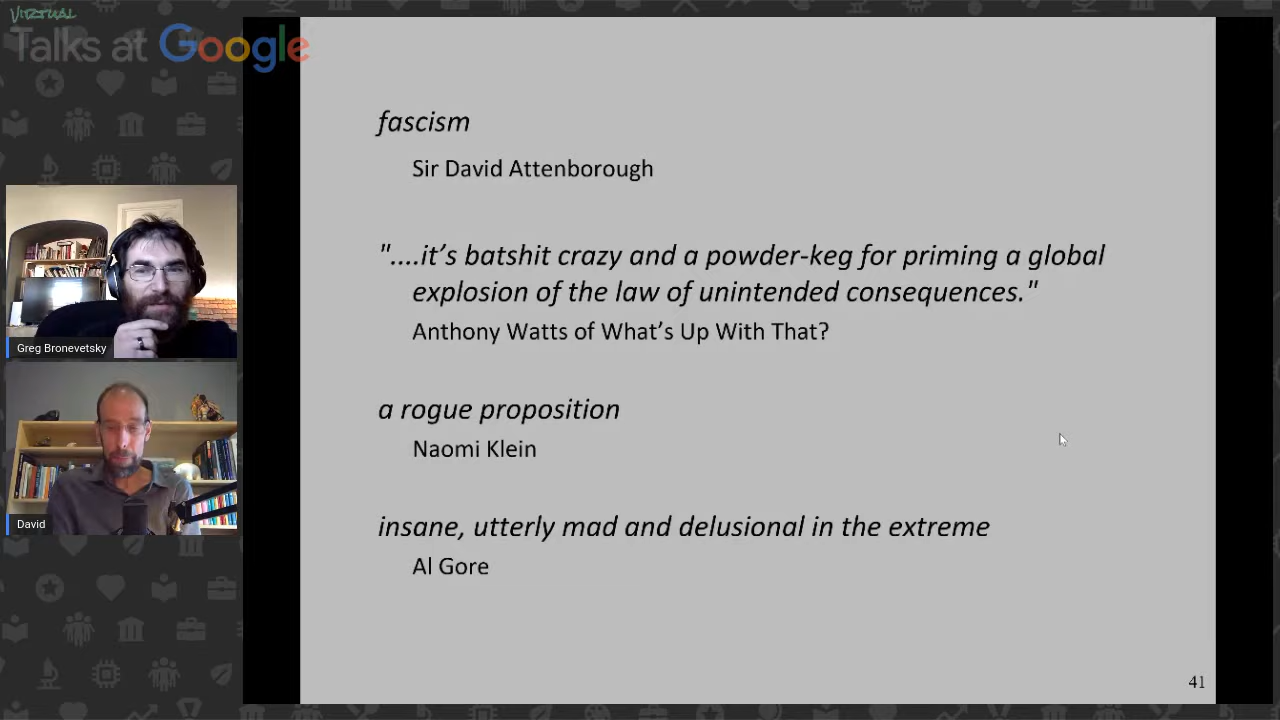 VIRTUAL
Talks at Google
fascism
Sir David Attenborough
"....it’s batshit crazy and a powder-keg for priming a global
explosion of the law of unintended consequences."
Anthony Watts of What’s Up With That?
a rogue proposition
Naomi Klein
insane, utterly mad and delusional in the extreme
Al Gore
Greg Bronevetsky
David
41